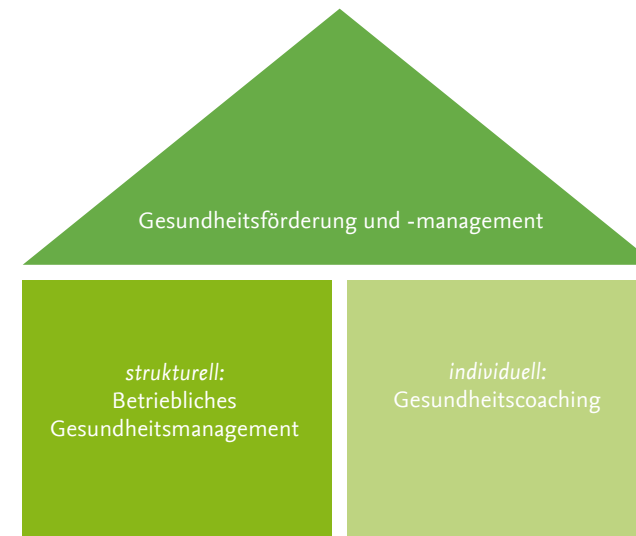 Gesundheitsförderung und -management
strukturell:
Betriebliches
Gesundheitsmanagement
individuell:
Gesundheitscoaching